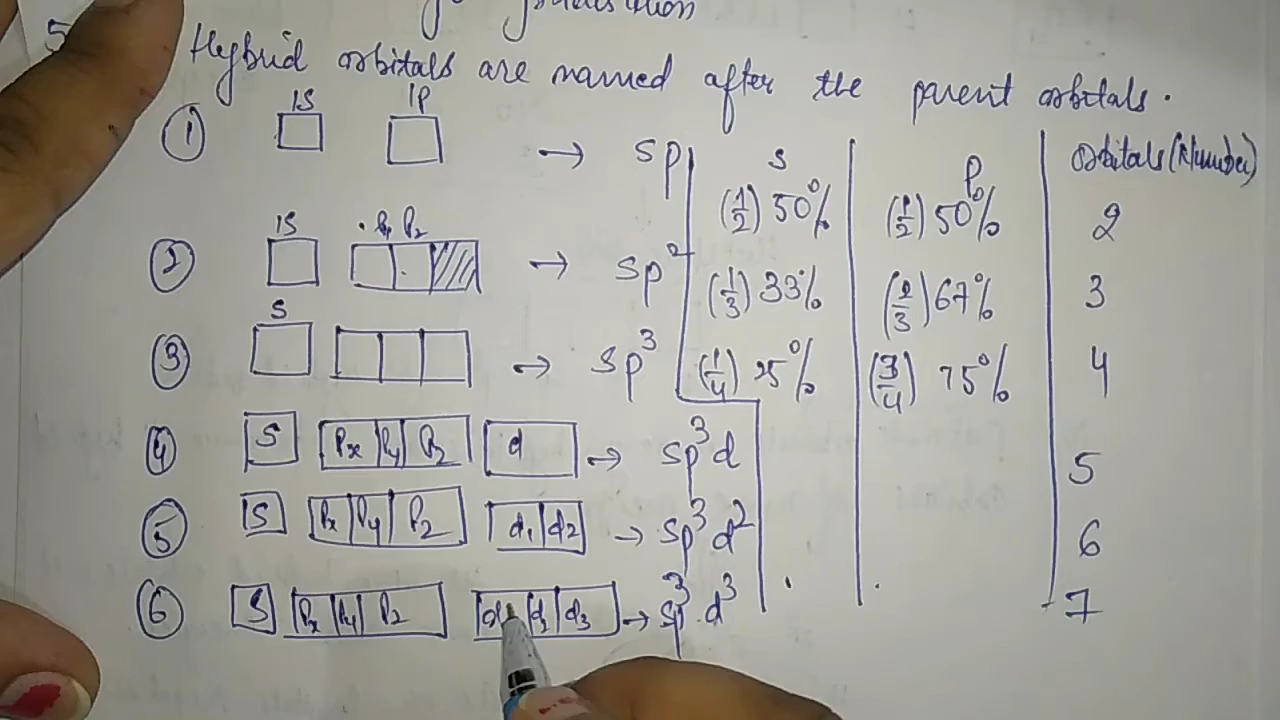 5
Hybrid orbitals are named after the parent orbitals.
1S 1P s P orbitals (Number)
① → sp (1/2) 50% (1/2) 50% 2
1S P P
② → sp² (1/3) 33% (2/3) 67% 3
S
③ → sp³ (1/4) 25% (3/4) 75% 4
④ S Px Py Pz d → sp³d 5
⑤ S Px Py Pz d1 d2 → sp³d² 6
⑥ S Px Py Pz d d2 d3 → sp³.d³ 7